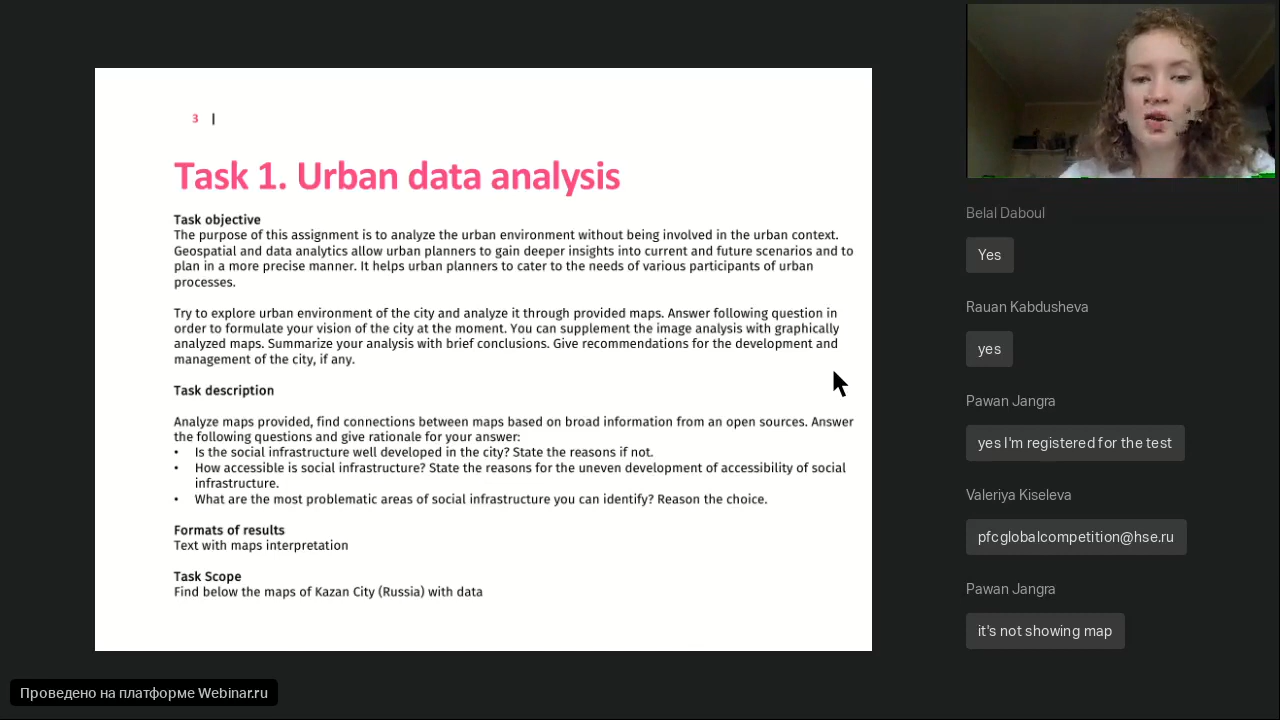 3 |
Task 1. Urban data analysis
Task objective
The purpose of this assignment is to analyze the urban environment without being involved in the urban context.
Geospatial and data analytics allow urban planners to gain deeper insights into current and future scenarios and to
plan in a more precise manner. It helps urban planners to cater to the needs of various participants of urban
processes.
Try to explore urban environment of the city and analyze it through provided maps. Answer following question in
order to formulate your vision of the city at the moment. You can supplement the image analysis with graphically
analyzed maps. Summarize your analysis with brief conclusions. Give recommendations for the development and
management of the city, if any.
Task description
Analyze maps provided, find connections between maps based on broad information from an open sources. Answer
the following questions and give rationale for your answer:
• Is the social infrastructure well developed in the city? State the reasons if not.
• How accessible is social infrastructure? State the reasons for the uneven development of accessibility of social
infrastructure.
• What are the most problematic areas of social infrastructure you can identify? Reason the choice.
Formats of results
Text with maps interpretation
Task Scope
Find below the maps of Kazan City (Russia) with data
Belal Daboul
Yes
Rauan Kabdusheva
yes
Pawan Jangra
yes I'm registered for the test
Valeriya Kiseleva
pfcglobalcompetition@hse.ru
Pawan Jangra
it's not showing map
Проведено на платформе Webinar.ru